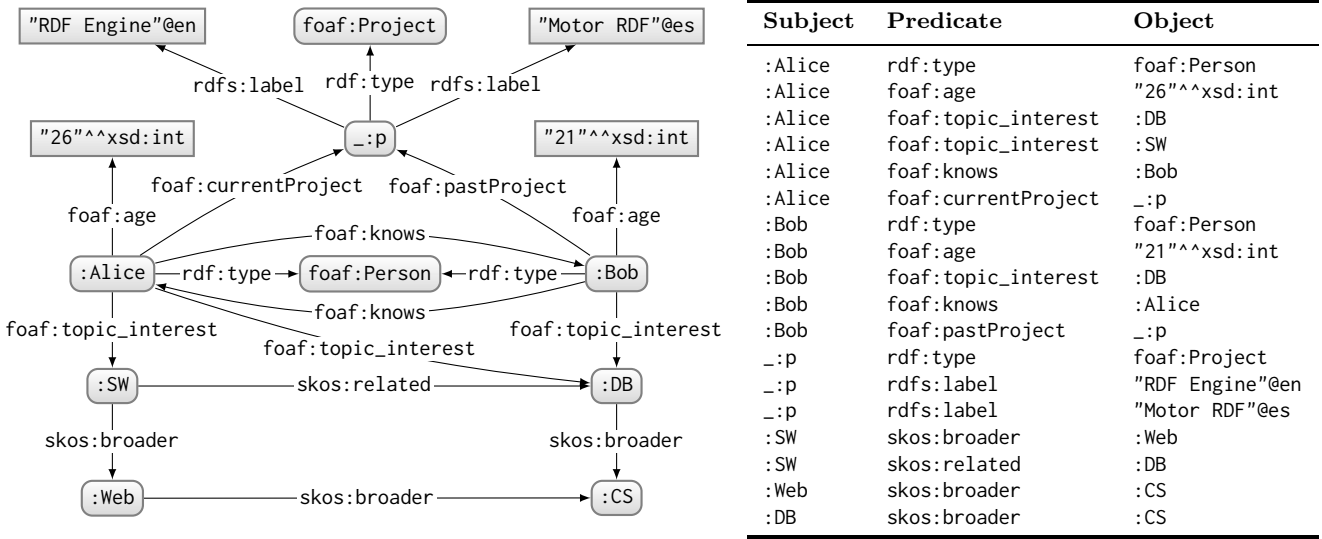 "RDF Engine"@en foaf:Project "Motor RDF"@es
rdfs:label rdf:type rdfs:label
"26"^^xsd:int _:p "21"^^xsd:int
foaf:currentProject foaf:pastProject
foaf:age foaf:age
foaf:knows
:Alice rdf:type foaf:Person rdf:type :Bob
foaf:knows
foaf:topic_interest foaf:topic_interest
foaf:topic_interest
:SW skos:related :DB
skos:broader skos:broader
:Web skos:broader :CS
Subject Predicate Object
:Alice rdf:type foaf:Person
:Alice foaf:age "26"^^xsd:int
:Alice foaf:topic_interest :DB
:Alice foaf:topic_interest :SW
:Alice foaf:knows :Bob
:Alice foaf:currentProject _:p
:Bob rdf:type foaf:Person
:Bob foaf:age "21"^^xsd:int
:Bob foaf:topic_interest :DB
:Bob foaf:knows :Alice
:Bob foaf:pastProject _:p
_:p rdf:type foaf:Project
_:p rdfs:label "RDF Engine"@en
_:p rdfs:label "Motor RDF"@es
:SW skos:broader :Web
:SW skos:related :DB
:Web skos:broader :CS
:DB skos:broader :CS